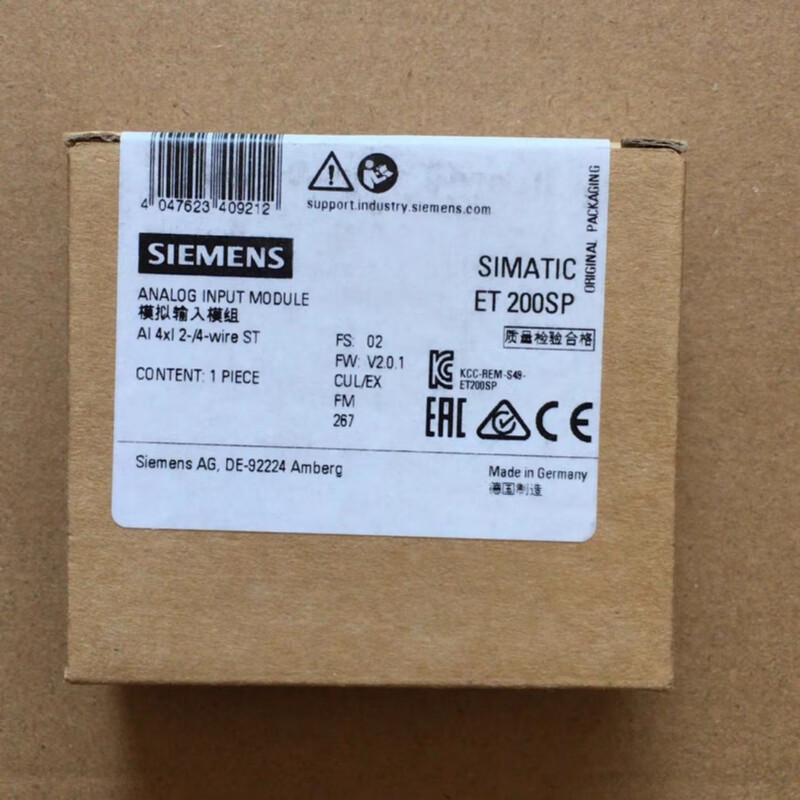 4 047623 409212
support.industry.siemens.com
ORIGINAL PACKAGING
SIEMENS
SIMATIC
ET 200SP
ANALOG INPUT MODULE
模拟输入模组
AI 4xI 2-/4-wire ST
质量检验合格
CONTENT: 1 PIECE
FS: 02
FW: V2.0.1
CUL/EX
FM
267
KCC-REM-S49-
ET200SP
EAC
CE
Siemens AG, DE-92224 Amberg
Made in Germany
德国制造